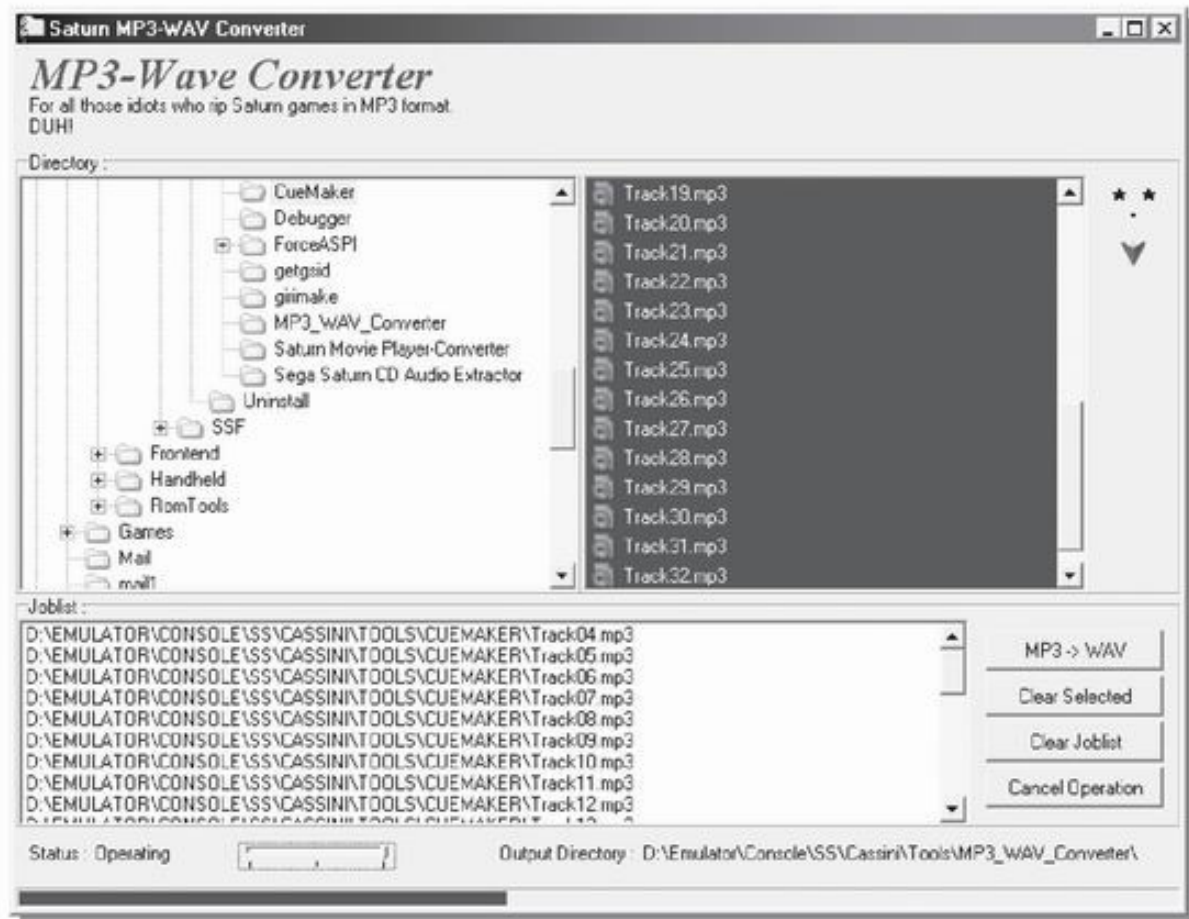 Saturn MP3-WAV Converter
MP3-Wave Converter
For all those idiots who rip Saturn games in MP3 format.
DUH!
Directory :
CueMaker
Debugger
ForceASPI
getgsid
girimake
MP3_WAV_Converter
Saturn Movie Player-Converter
Sega Saturn CD Audio Extractor
Uninstall
SSF
Frontend
Handheld
RomTools
Games
Mail
mail1
Track19.mp3
Track20.mp3
Track21.mp3
Track22.mp3
Track23.mp3
Track24.mp3
Track25.mp3
Track26.mp3
Track27.mp3
Track28.mp3
Track29.mp3
Track30.mp3
Track31.mp3
Track32.mp3
Joblist :
D:\EMULATOR\CONSOLE\SS\CASSINI\TOOLS\CUEMAKER\Track04.mp3
D:\EMULATOR\CONSOLE\SS\CASSINI\TOOLS\CUEMAKER\Track05.mp3
D:\EMULATOR\CONSOLE\SS\CASSINI\TOOLS\CUEMAKER\Track06.mp3
D:\EMULATOR\CONSOLE\SS\CASSINI\TOOLS\CUEMAKER\Track07.mp3
D:\EMULATOR\CONSOLE\SS\CASSINI\TOOLS\CUEMAKER\Track08.mp3
D:\EMULATOR\CONSOLE\SS\CASSINI\TOOLS\CUEMAKER\Track09.mp3
D:\EMULATOR\CONSOLE\SS\CASSINI\TOOLS\CUEMAKER\Track10.mp3
D:\EMULATOR\CONSOLE\SS\CASSINI\TOOLS\CUEMAKER\Track11.mp3
D:\EMULATOR\CONSOLE\SS\CASSINI\TOOLS\CUEMAKER\Track12.mp3
MP3 -> WAV
Clear Selected
Clear Joblist
Cancel Operation
Status : Operating
Output Directory : D:\Emulator\Console\SS\Cassini\Tools\MP3_WAV_Converter\